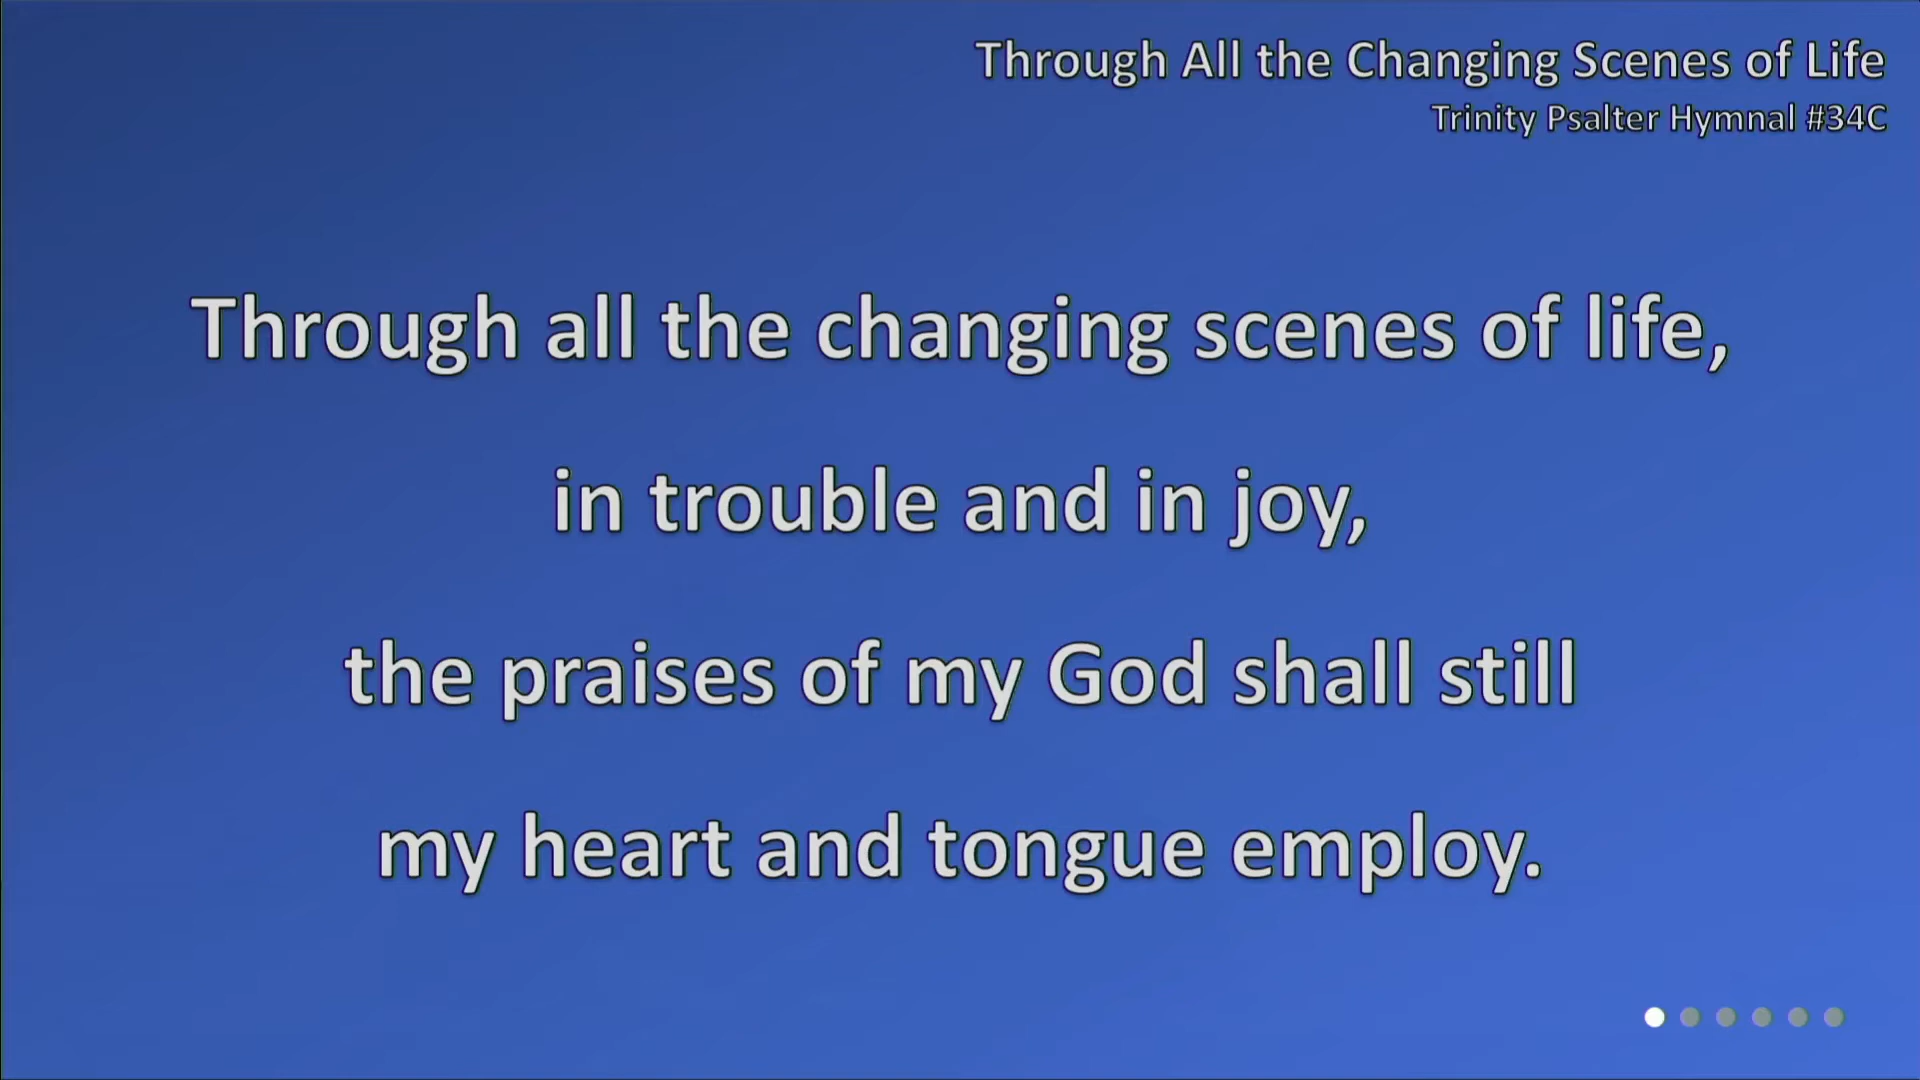 Through All the Changing Scenes of Life
Trinity Psalter Hymnal #34C
Through all the changing scenes of life,
in trouble and in joy,
the praises of my God shall still
my heart and tongue employ.